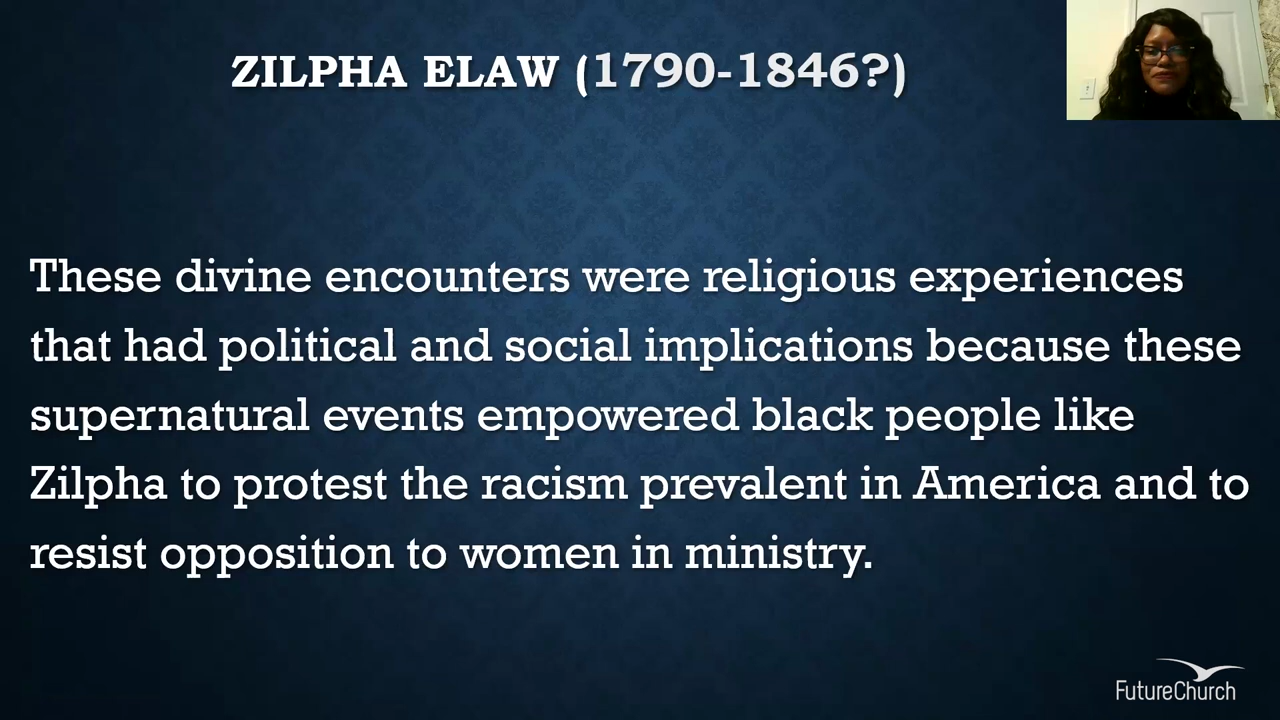 ZILPHA ELAW (1790-1846?)
These divine encounters were religious experiences
that had political and social implications because these
supernatural events empowered black people like
Zilpha to protest the racism prevalent in America and to
resist opposition to women in ministry.
FutureChurch